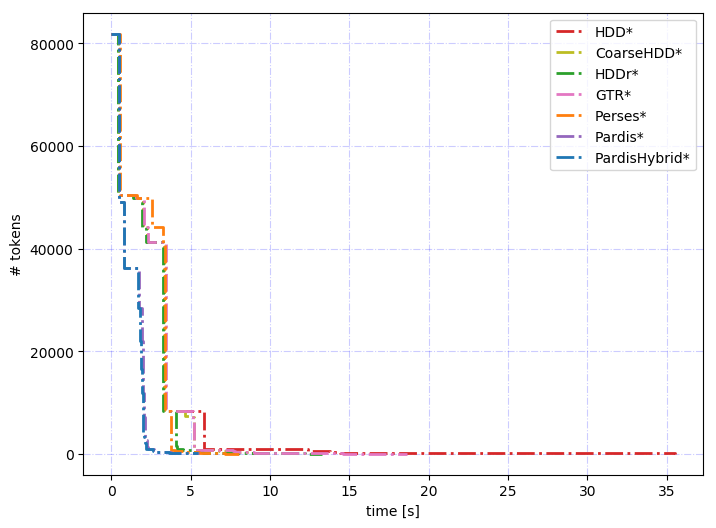 HDD*
CoarseHDD*
HDDr*
GTR*
Perses*
Pardis*
PardisHybrid*
80000
60000
40000
20000
0
# tokens
0 5 10 15 20 25 30 35
time [s]